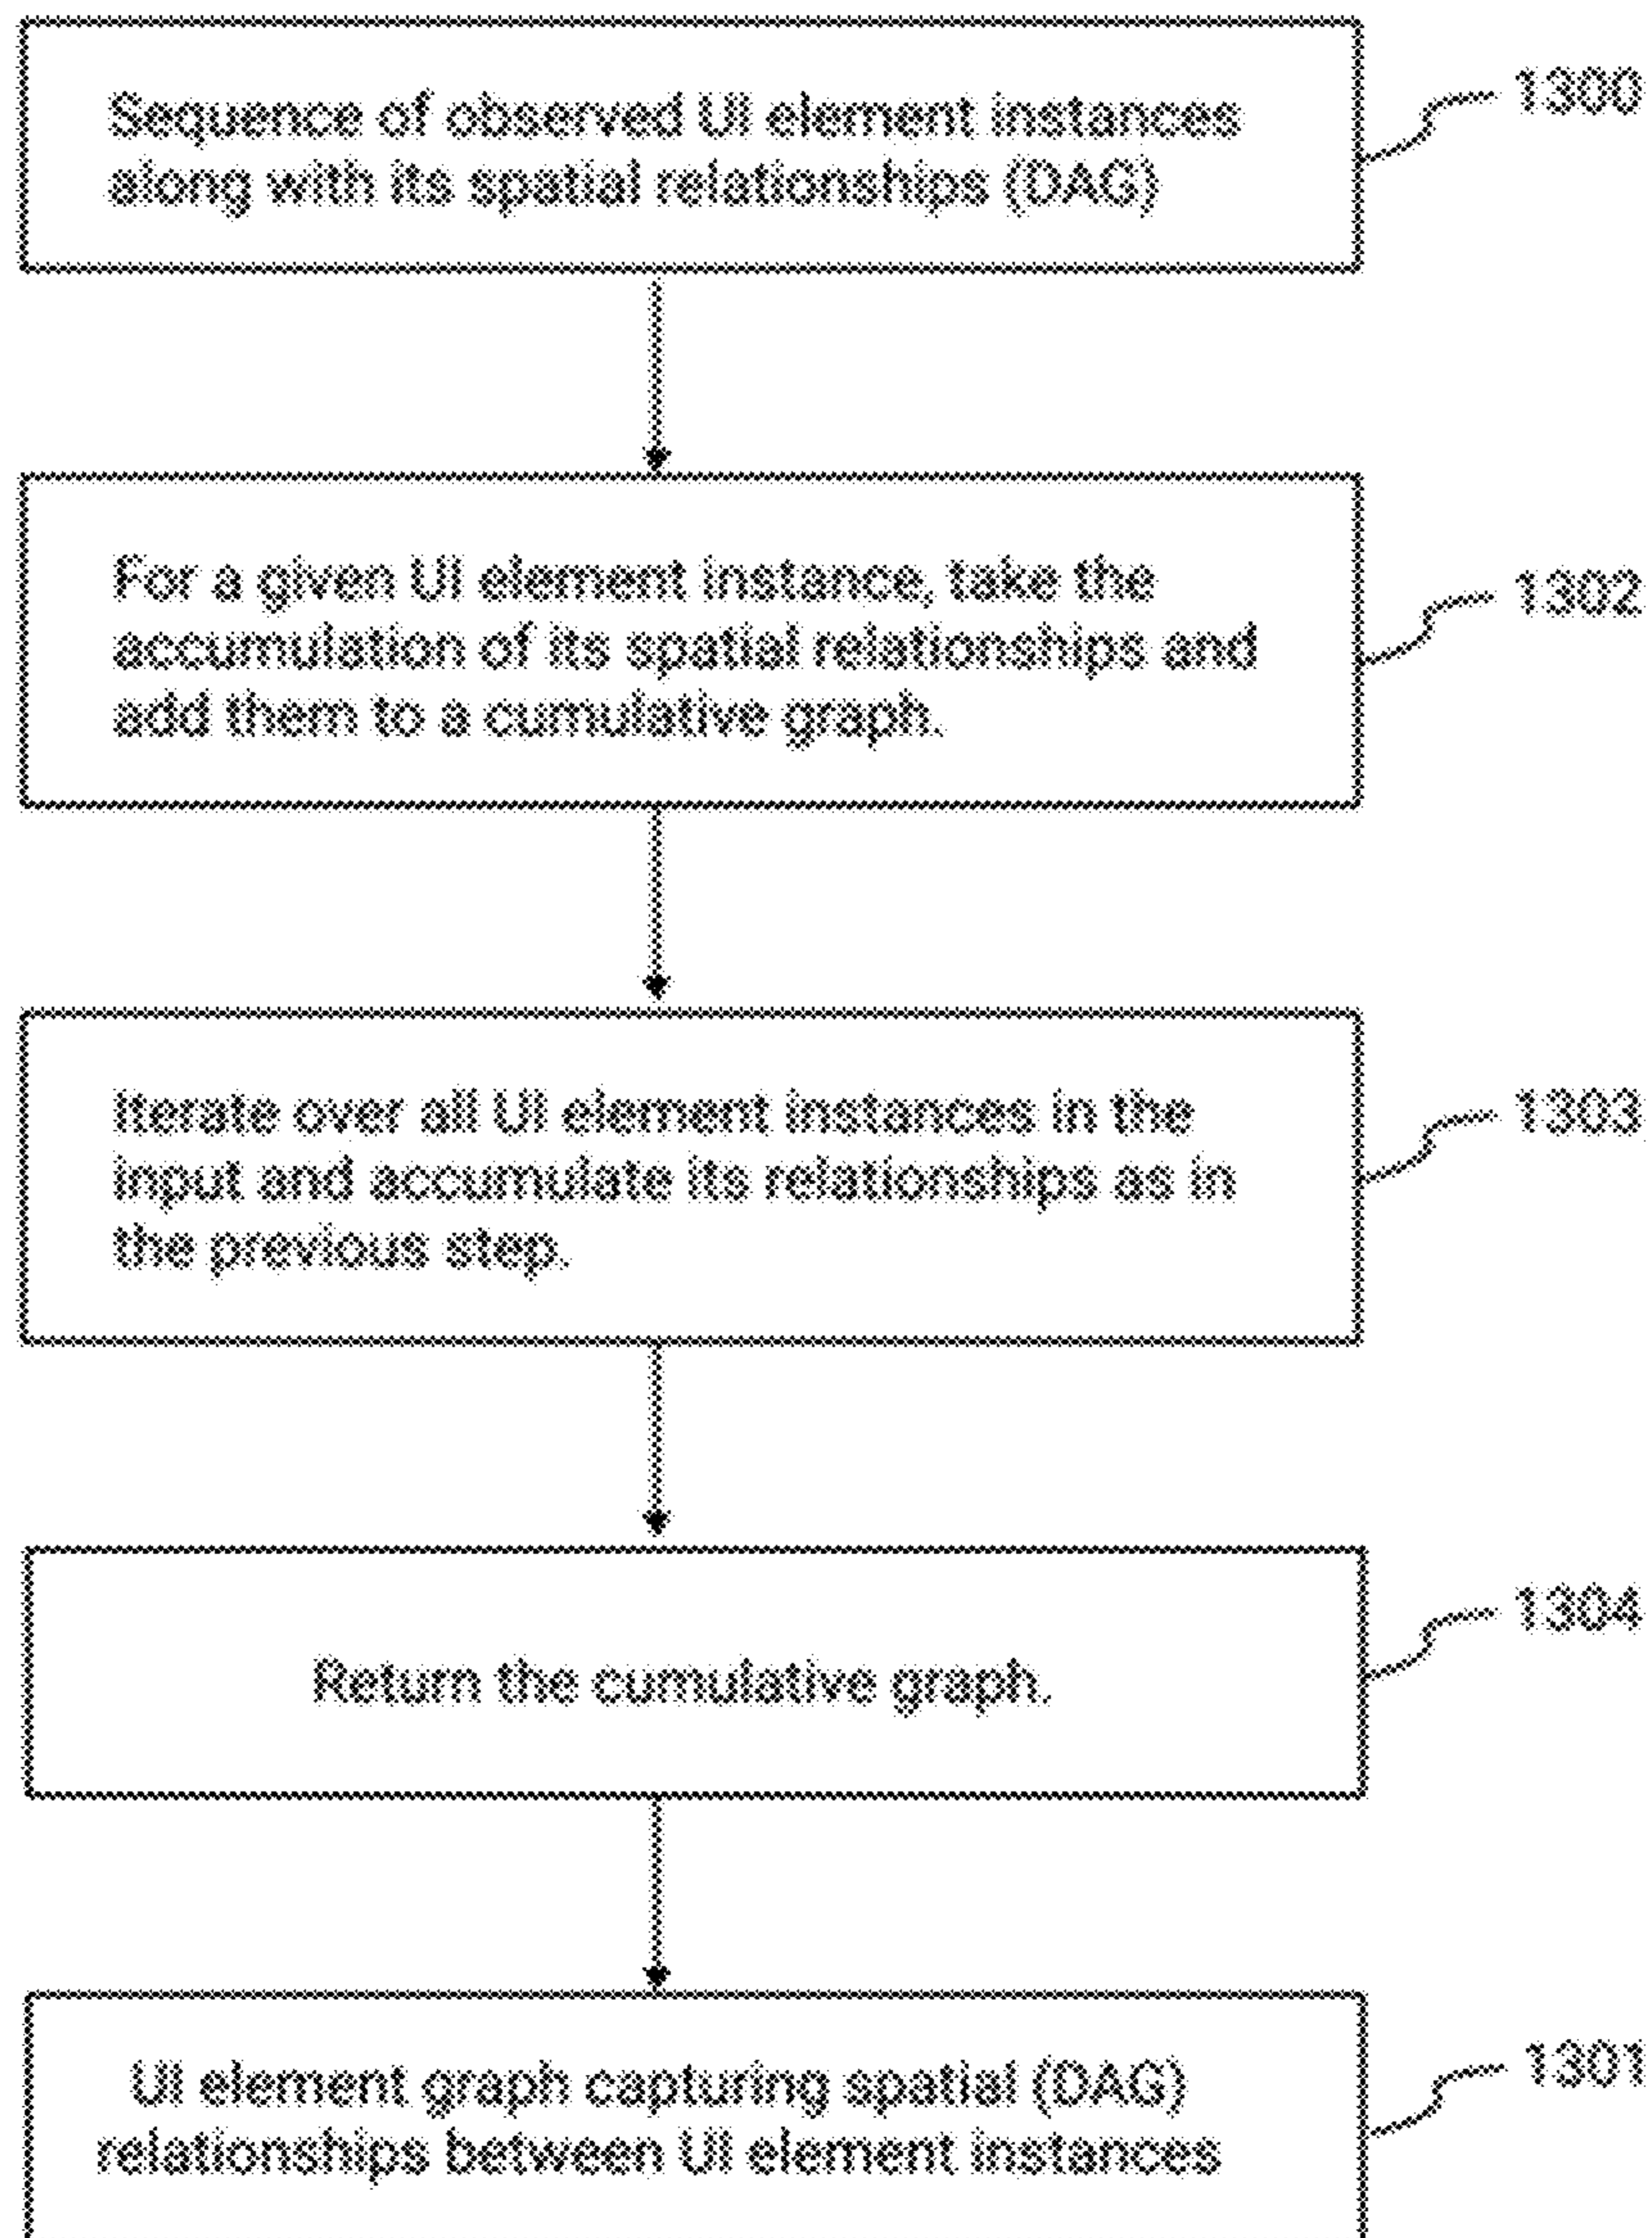 Sequence of observed UI element instances
along with its spatial relationships (DAG)
1300
For a given UI element instance, take the
accumulation of its spatial relationships and
add them to a cumulative graph.
1302
Iterate over all UI element instances in the
input and accumulate its relationships as in
the previous step.
1303
Return the cumulative graph.
1304
UI element graph capturing spatial (DAG)
relationships between UI element instances
1301